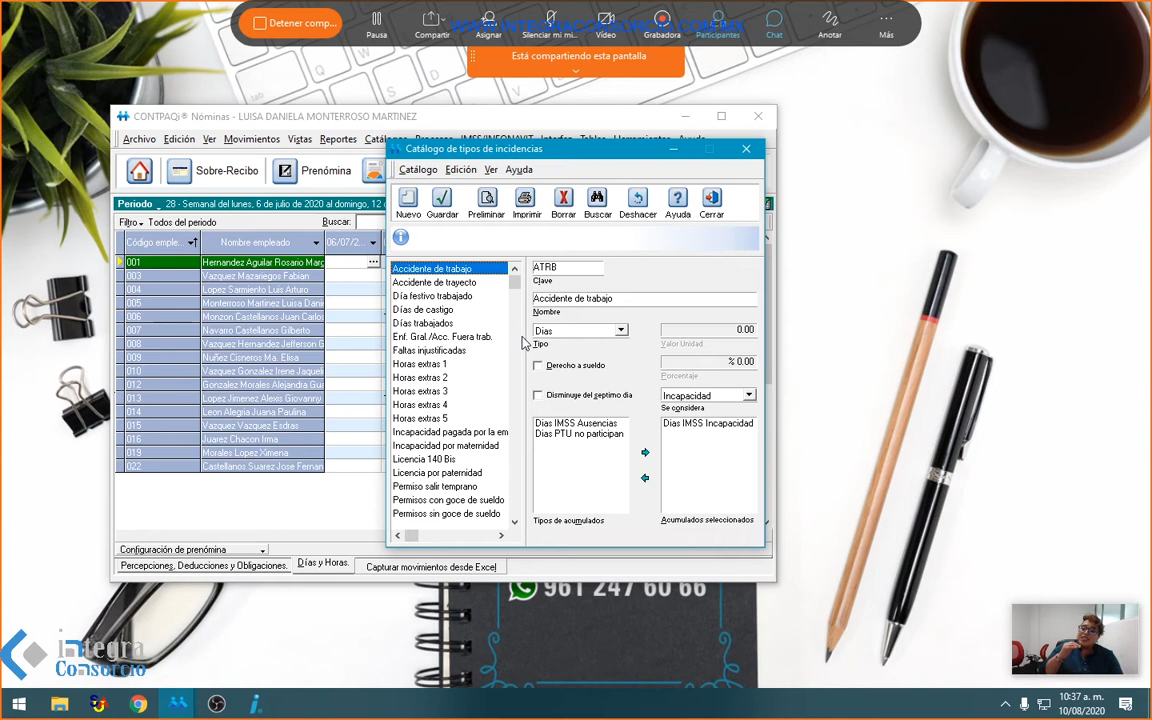 WWW.INTEGRACONSORCIO.COM.MX
Detener comp...
Pausa
Compartir
Asignar
Silenciar mi mi...
Video
Grabadora
Participantes
Chat
Anotar
Más
Está compartiendo esta pantalla
CONTPAQi® Nóminas - LUISA DANIELA MONTERROSO MARTINEZ
Archivo Edición Ver Movimientos Vistas Reportes
Sobre-Recibo
Prenómina
Periodo 28 - Semanal del lunes, 6 de julio de 2020 al domingo, 12
Filtro Todos del periodo Buscar:
Código emple... Nombre empleado 06/07/2...
001 Hernandez Aguilar Rosario Marg
003 Vazquez Mazariegos Fabian
004 Lopez Sarmiento Luis Arturo
005 Monterroso Martinez Luisa Dani
006 Monzon Castellanos Juan Carlos
007 Navarro Castellanos Gilberto
008 Vazquez Hernandez Jefferson G
009 Nuñez Cisneros Ma. Elisa
010 Vazquez Gonzalez Irene Jaqueli
012 Gonzalez Morales Alejandra Gua
013 Hernandez Lopez Alexis Giovanny
014 Leon Alegria Juana Paulina
015 Vazquez Vazquez Esdras
016 Juarez Chacon Irma
019 Morales Lopez Ximena
022 Castellanos Suarez Jose Fernan
Configuración de prenómina
Percepciones, Deducciones y Obligaciones.
Días y Horas.
Capturar movimientos desde Excel
Catálogo de tipos de incidencias
Catálogo Edición Ver Ayuda
Nuevo Guardar Preliminar Imprimir Borrar Buscar Deshacer Ayuda Cerrar
Accidente de trabajo
Accidente de trayecto
Día festivo trabajado
Días de castigo
Días trabajados
Enf. Gral./Acc. Fuera trab.
Faltas injustificadas
Horas extras 1
Horas extras 2
Horas extras 3
Horas extras 4
Horas extras 5
Incapacidad pagada por la em
Incapacidad por maternidad
Licencia 140 Bis
Licencia por paternidad
Permiso salir temprano
Permisos con goce de sueldo
Permisos sin goce de sueldo
ATRB
Clave
Accidente de trabajo
Nombre
Dias
Tipo
0.00
Valor Unidad
Derecho a sueldo
% 0.00
Porcentaje
Disminuye del septimo dia
Incapacidad
Se considera
Dias IMSS Ausencias
Dias PTU no participan
Tipos de acumulados
Dias IMSS Incapacidad
Acumulados seleccionados
961 247 60 66
integra
Consorcio
10:37 a. m.
10/08/2020